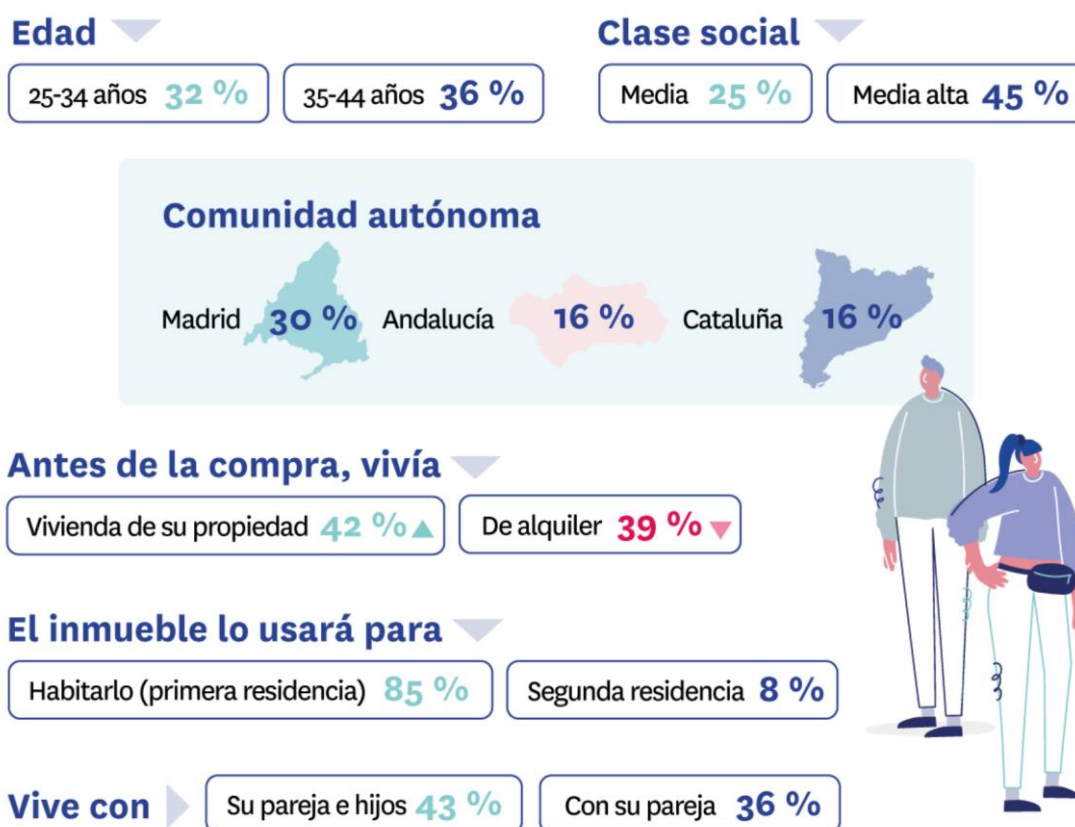 Edad
Clase social
25-34 años 32 %
35-44 años 36 %
Media 25 %
Media alta 45 %
Comunidad autónoma
Madrid 30 %
Andalucía 16 %
Cataluña 16 %
Antes de la compra, vivía
Vivienda de su propiedad 42 %
De alquiler 39 %
El inmueble lo usará para
Habitarlo (primera residencia) 85 %
Segunda residencia 8 %
Vive con
Su pareja e hijos 43 %
Con su pareja 36 %